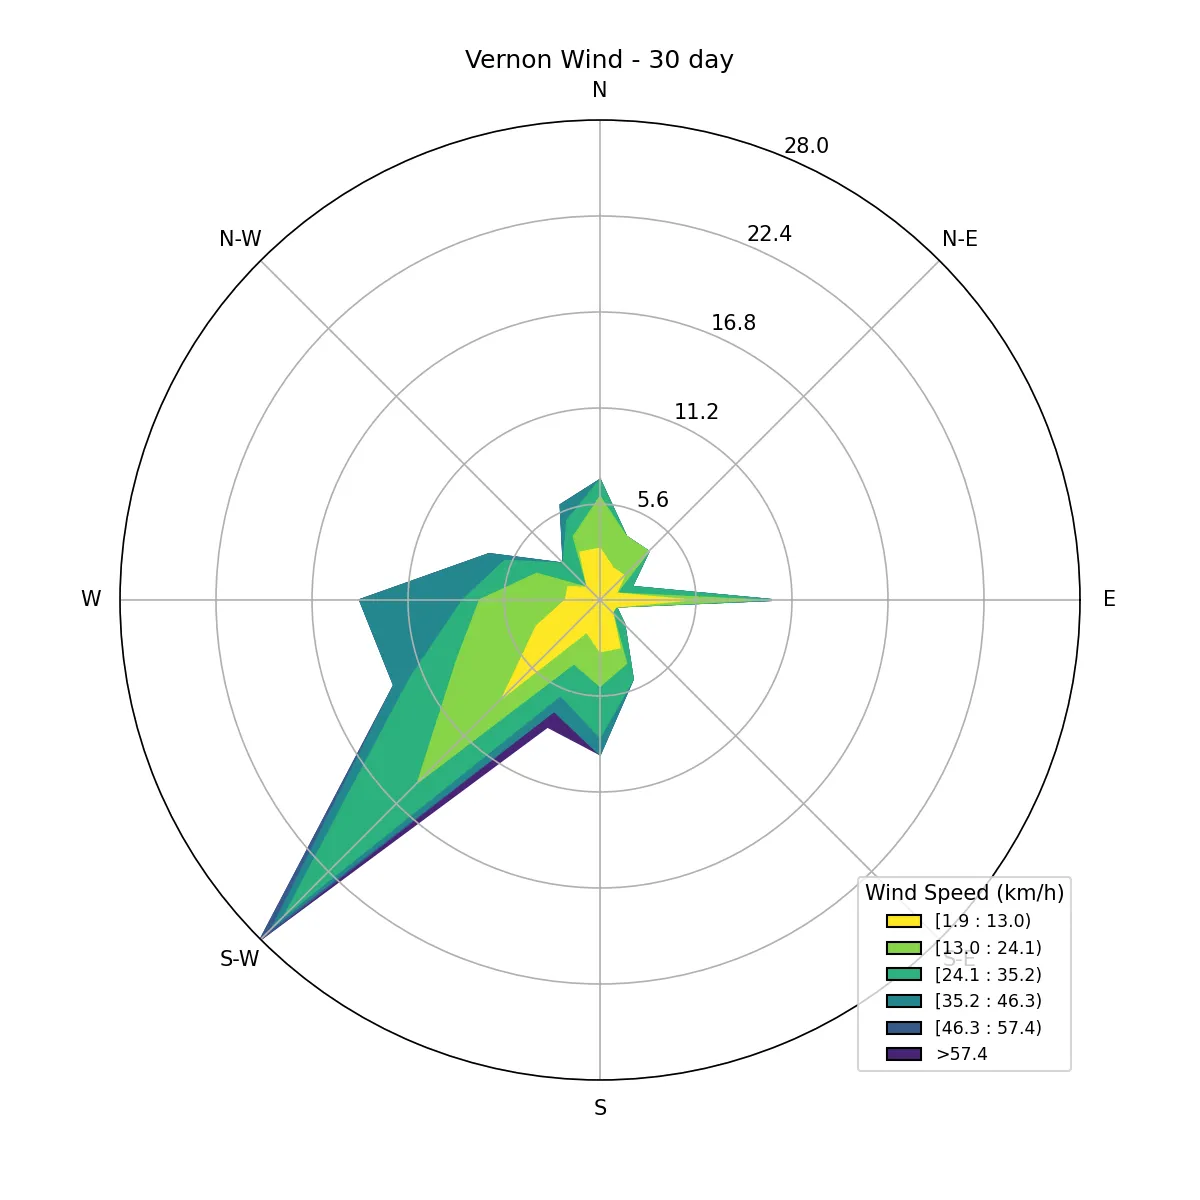 Vernon Wind - 30 day
N
28.0
N-W
22.4
N-E
16.8
11.2
5.6
W
E
S-W
S-E
S
Wind Speed (km/h)
[1.9 : 13.0)
[13.0 : 24.1)
[24.1 : 35.2)
[35.2 : 46.3)
[46.3 : 57.4)
>57.4